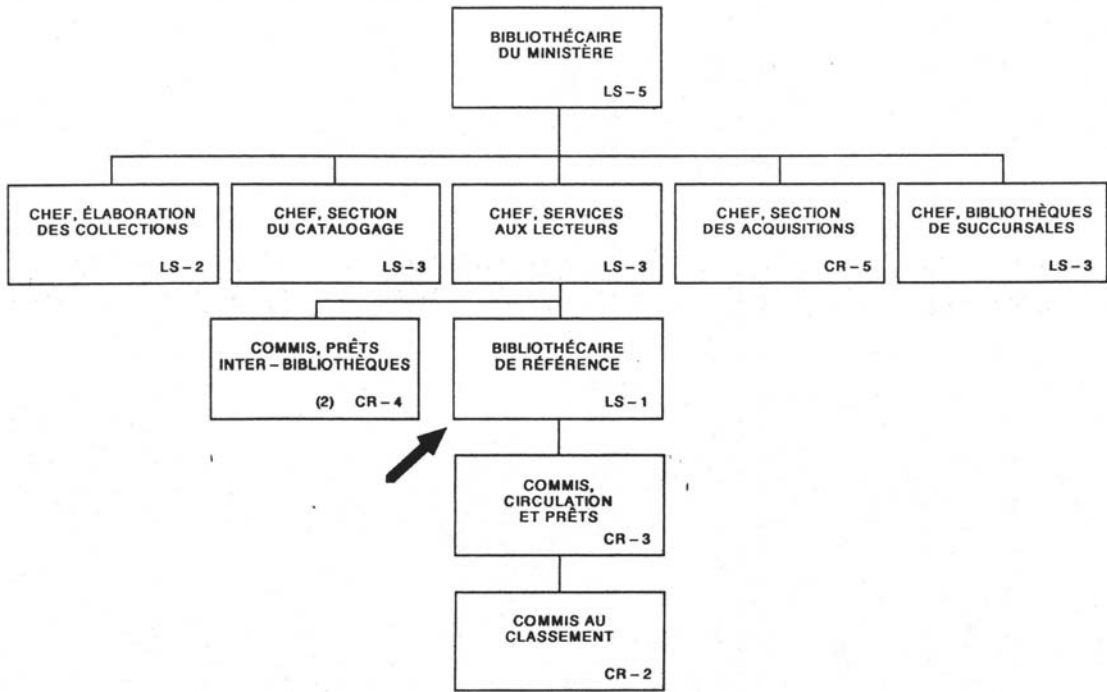 BIBLIOTHÉCAIRE
DU MINISTÈRE
LS – 5
CHEF, ÉLABORATION
DES COLLECTIONS
LS – 2
CHEF, SECTION
DU CATALOGAGE
LS – 3
CHEF, SERVICES
AUX LECTEURS
LS – 3
CHEF, SECTION
DES ACQUISITIONS
CR – 5
CHEF, BIBLIOTHÈQUES
DE SUCCURSALES
LS – 3
COMMIS, PRÊTS
INTER – BIBLIOTHÈQUES
(2) CR – 4
BIBLIOTHÉCAIRE
DE RÉFÉRENCE
LS – 1
COMMIS,
CIRCULATION
ET PRÊTS
CR – 3
COMMIS AU
CLASSEMENT
CR – 2